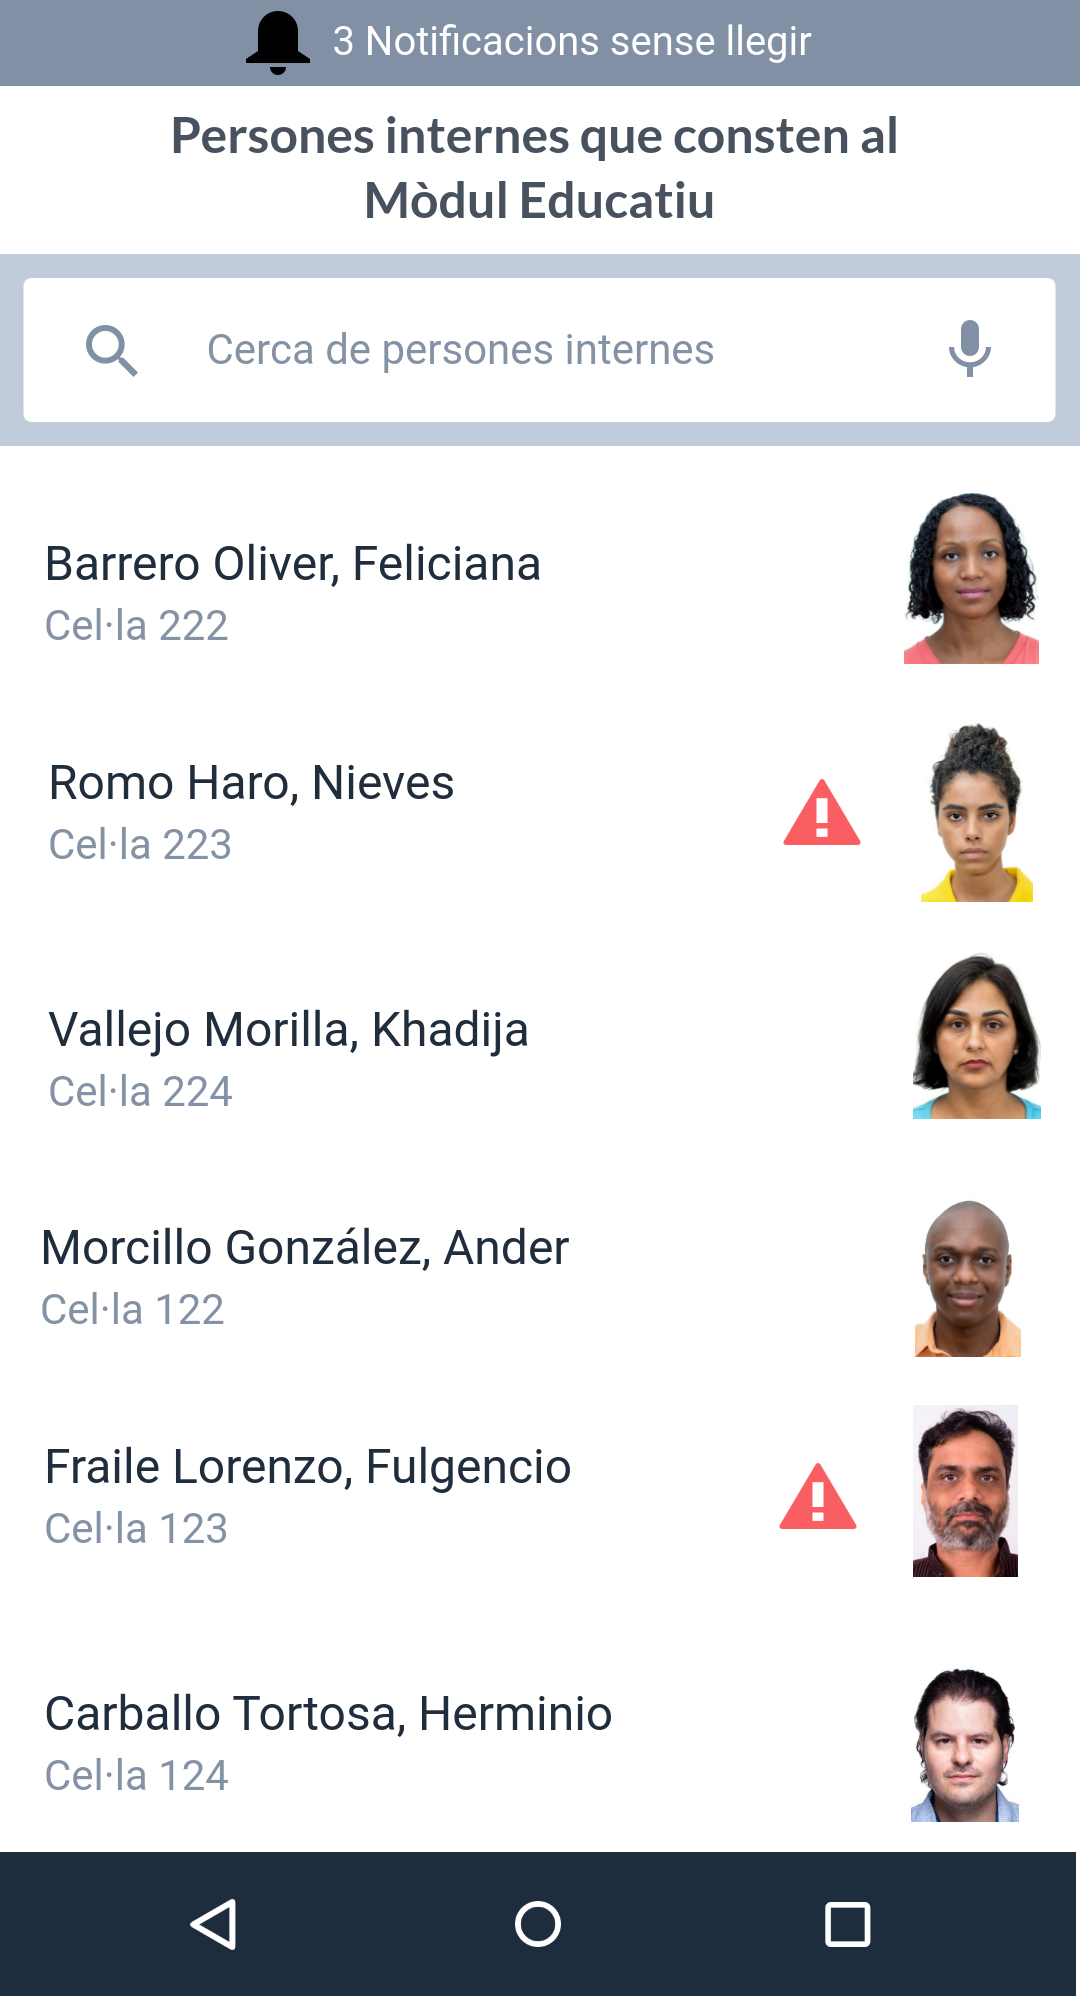 3 Notificacions sense llegir
Persones internes que consten al
Mòdul Educatiu
Cerca de persones internes
Barrero Oliver, Feliciana
Cel·la 222
Romo Haro, Nieves
Cel·la 223
Vallejo Morilla, Khadija
Cel·la 224
Morcillo González, Ander
Cel·la 122
Fraile Lorenzo, Fulgencio
Cel·la 123
Carballo Tortosa, Herminio
Cel·la 124